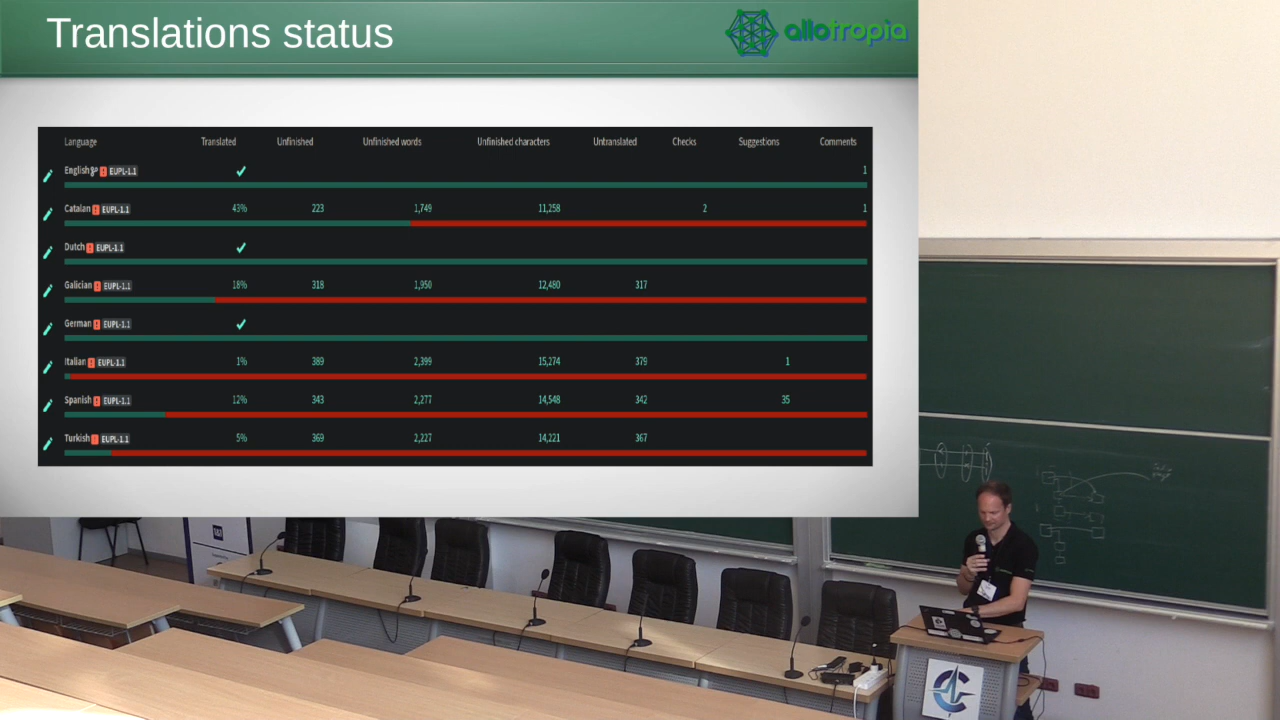 Translations status
allotropia
Language Translated Unfinished Unfinished words Unfinished characters Untranslated Checks Suggestions Comments
English EUPL-1.1 ✓ 1
Catalan EUPL-1.1 43% 223 1,749 11,258 2 1
Dutch EUPL-1.1 ✓
Galician EUPL-1.1 18% 318 1,950 12,480 317
German EUPL-1.1 ✓
Italian EUPL-1.1 1% 389 2,399 15,274 379 1
Spanish EUPL-1.1 12% 343 2,277 14,548 342 35
Turkish EUPL-1.1 5% 369 2,227 14,221 367